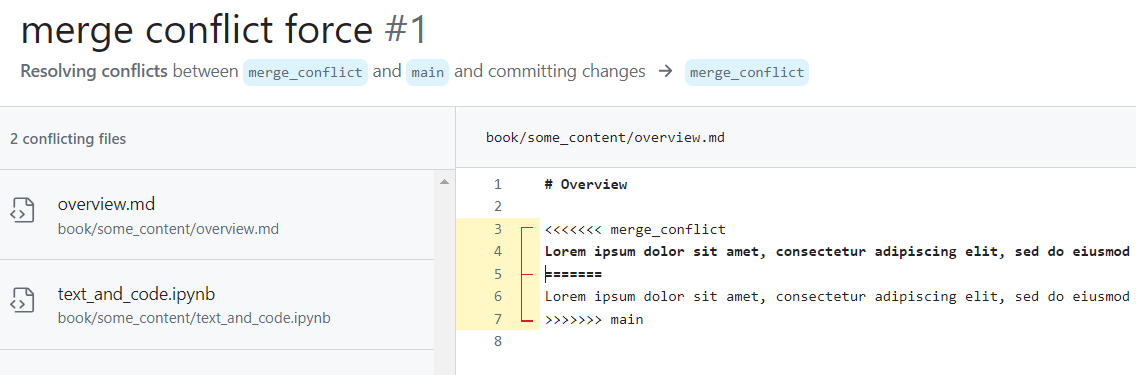 merge conflict force #1
Resolving conflicts between merge_conflict and main and committing changes → merge_conflict
2 conflicting files
overview.md
book/some_content/overview.md
text_and_code.ipynb
book/some_content/text_and_code.ipynb
book/some_content/overview.md
1 # Overview
2
3 <<<<<<< merge_conflict
4 Lorem ipsum dolor sit amet, consectetur adipiscing elit, sed do eiusmod
5 =======
6 Lorem ipsum dolor sit amet, consectetur adipiscing elit, sed do eiusmod
7 >>>>>>> main
8